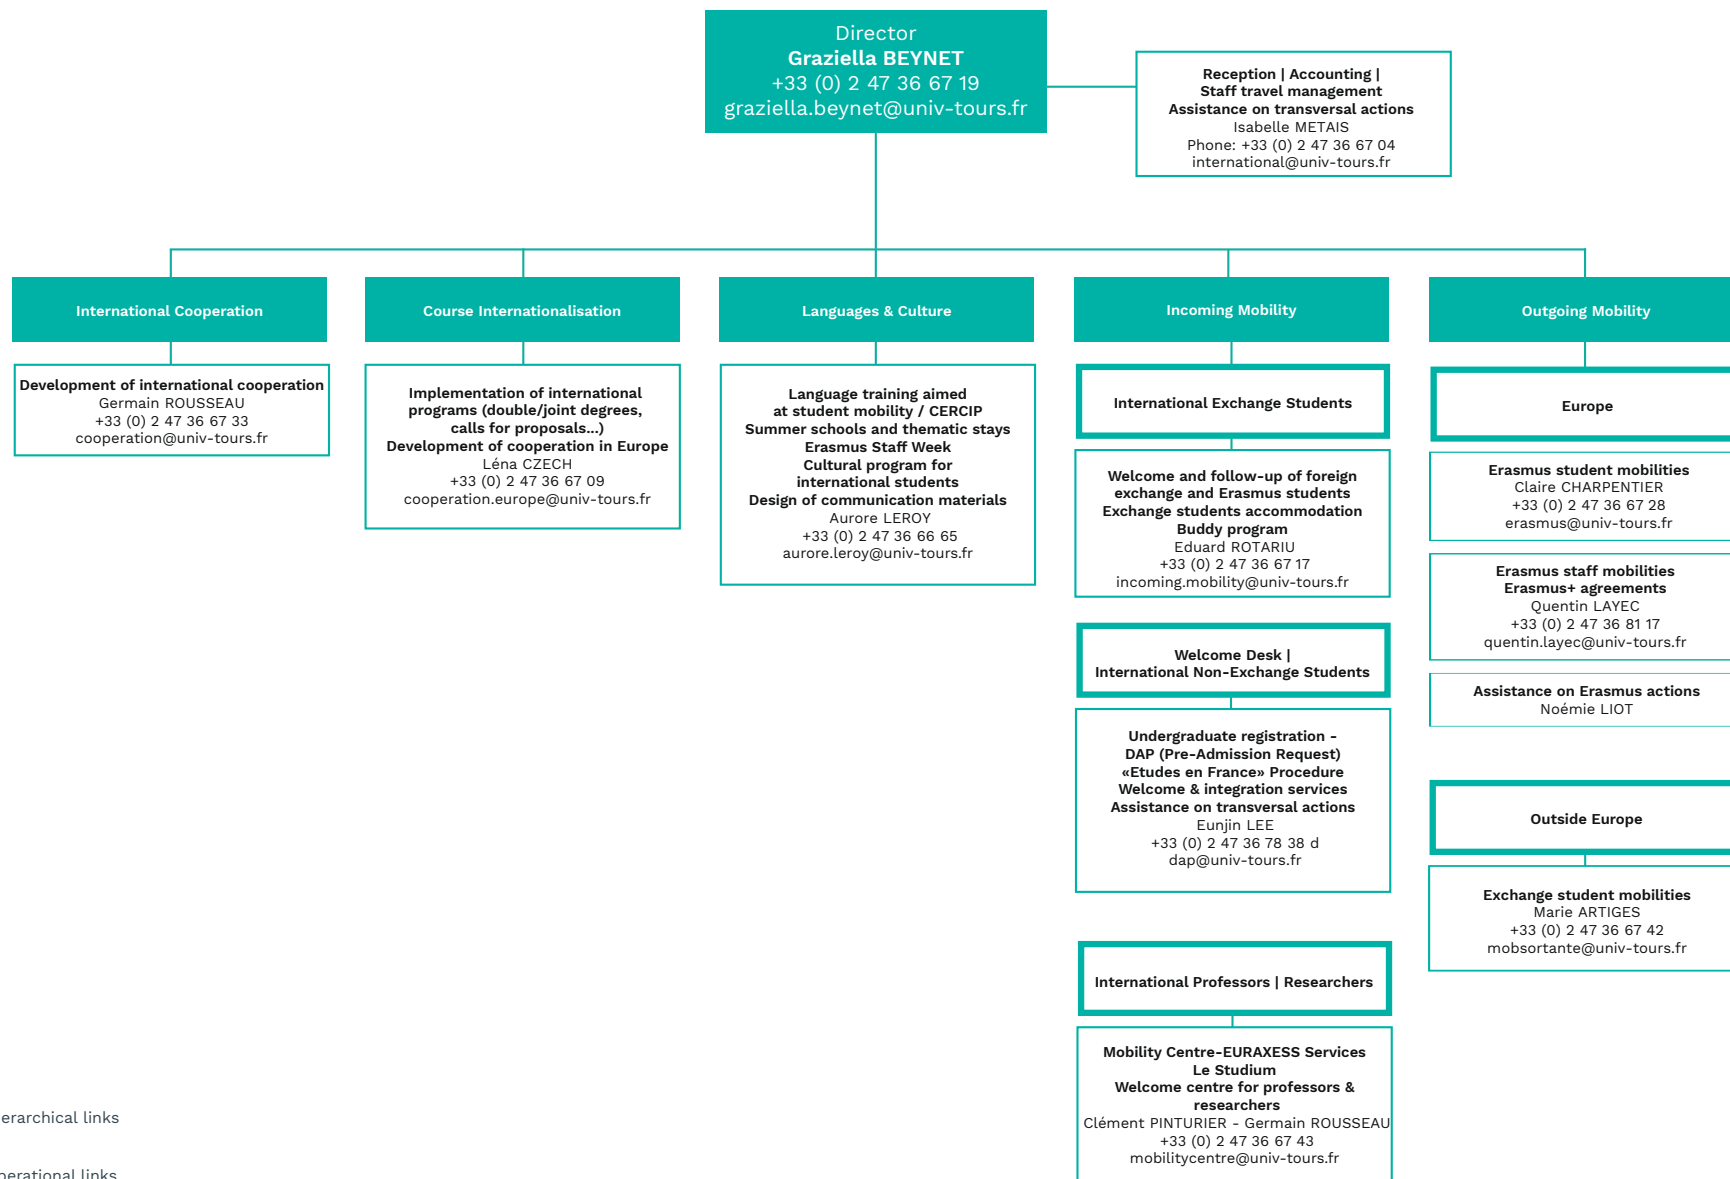 Director
Graziella BEYNET
+33 (0) 2 47 36 67 19
graziella.beynet@univ-tours.fr
Reception | Accounting |
Staff travel management
Assistance on transversal actions
Isabelle METAIS
Phone: +33 (0) 2 47 36 67 04
international@univ-tours.fr
International Cooperation
Development of international cooperation
Germain ROUSSEAU
+33 (0) 2 47 36 67 33
cooperation@univ-tours.fr
Course Internationalisation
Implementation of international
programs (double/joint degrees,
calls for proposals...)
Development of cooperation in Europe
Léna CZECH
+33 (0) 2 47 36 67 09
cooperation.europe@univ-tours.fr
Languages & Culture
Language training aimed
at student mobility / CERCIP
Summer schools and thematic stays
Erasmus Staff Week
Cultural program for
international students
Design of communication materials
Aurore LEROY
+33 (0) 2 47 36 66 65
aurore.leroy@univ-tours.fr
Incoming Mobility
International Exchange Students
Welcome and follow-up of foreign
exchange and Erasmus students
Exchange students accommodation
Buddy program
Eduard ROTARIU
+33 (0) 2 47 36 67 17
incoming.mobility@univ-tours.fr
Welcome Desk |
International Non-Exchange Students
Undergraduate registration -
DAP (Pre-Admission Request)
«Etudes en France» Procedure
Welcome & integration services
Assistance on transversal actions
Eunjin LEE
+33 (0) 2 47 36 78 38 d
dap@univ-tours.fr
International Professors | Researchers
Mobility Centre-EURAXESS Services
Le Studium
Welcome centre for professors &
researchers
Clément PINTURIER - Germain ROUSSEAU
+33 (0) 2 47 36 67 43
mobilitycentre@univ-tours.fr
Outgoing Mobility
Europe
Erasmus student mobilities
Claire CHARPENTIER
+33 (0) 2 47 36 67 28
erasmus@univ-tours.fr
Erasmus staff mobilities
Erasmus+ agreements
Quentin LAYEC
+33 (0) 2 47 36 81 17
quentin.layec@univ-tours.fr
Assistance on Erasmus actions
Noémie LIOT
Outside Europe
Exchange student mobilities
Marie ARTIGES
+33 (0) 2 47 36 67 42
mobsortante@univ-tours.fr
erarchical links
perational links